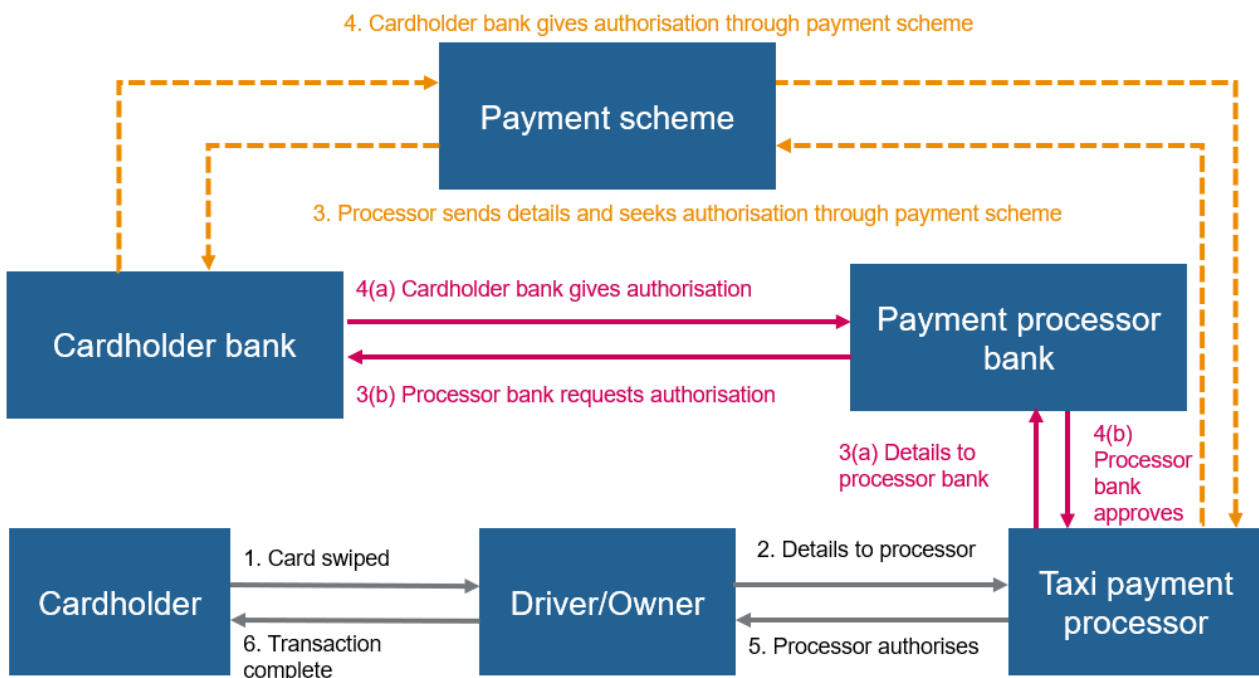 4. Cardholder bank gives authorisation through payment scheme
Payment scheme
3. Processor sends details and seeks authorisation through payment scheme
Cardholder bank
4(a) Cardholder bank gives authorisation
3(b) Processor bank requests authorisation
Payment processor
bank
3(a) Details to
processor bank
4(b)
Processor
bank
approves
Cardholder
1. Card swiped
6. Transaction
complete
Driver/Owner
2. Details to processor
5. Processor authorises
Taxi payment
processor